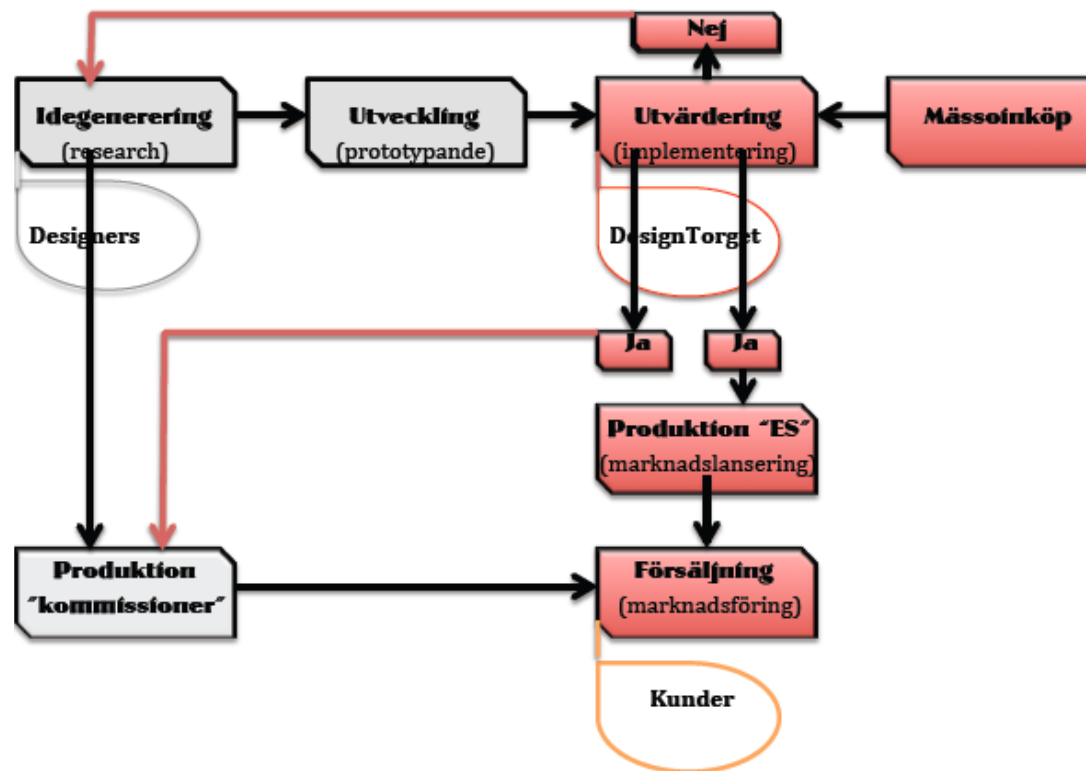 Nej
Idegenerering
(research)
Utveckling
(prototypande)
Utvärdering
(implementering)
Mässoinköp
Designers
DesignTorget
Ja
Ja
Produktion "ES"
(marknadslansering)
Produktion
"kommissioner"
Försäljning
(marknadsföring)
Kunder